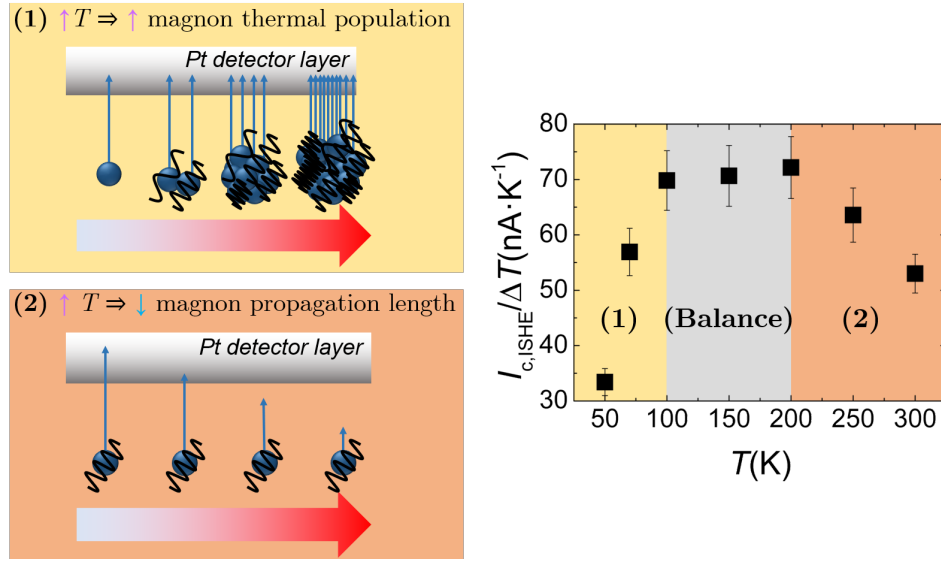 (1) ↑ T ⇒ ↑ magnon thermal population
Pt detector layer
(2) ↑ T ⇒ ↓ magnon propagation length
Pt detector layer
I_c,ISHE/ΔT(nA·K⁻¹)
80
70
60
50
40
30
(1) (Balance) (2)
50 100 150 200 250 300
T(K)